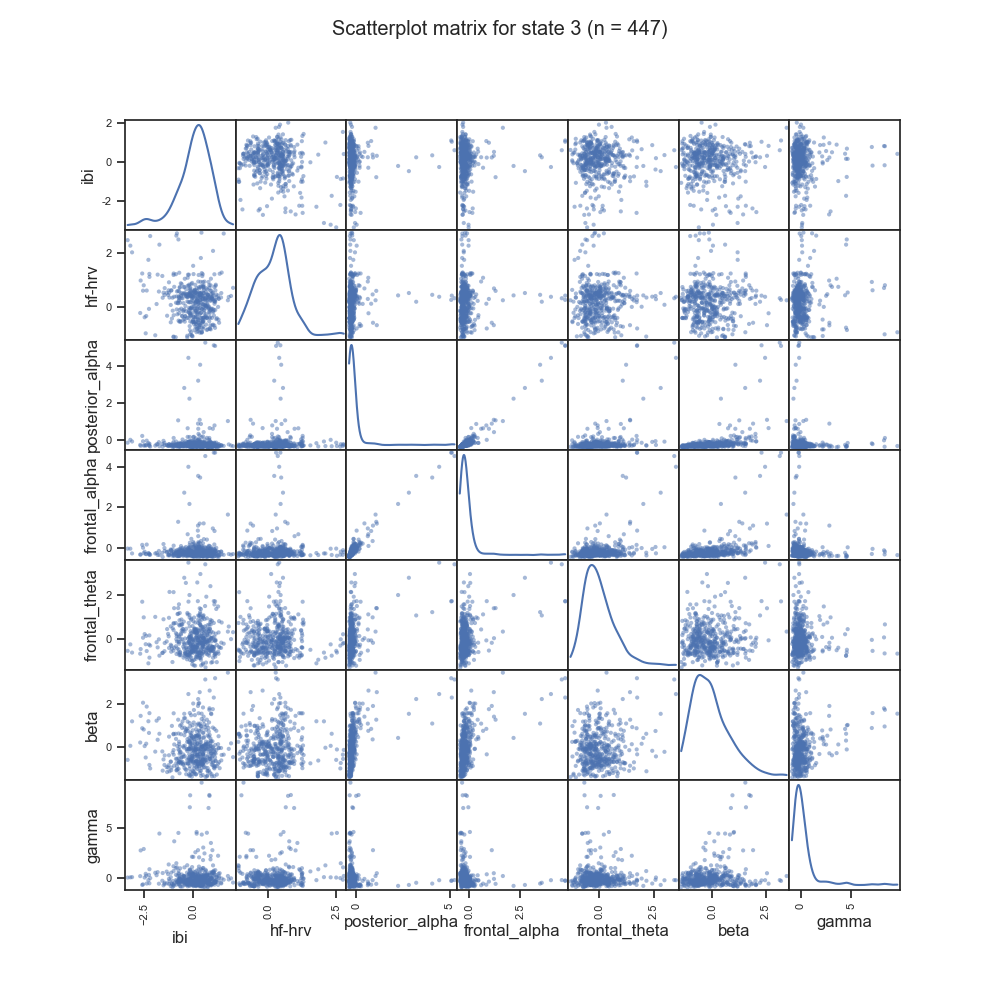 Scatterplot matrix for state 3 (n = 447)
ibi
2
0
-2
hf-hrv
2
0
posterior_alpha
4
2
0
frontal_alpha
4
2
0
frontal_theta
2
0
beta
2
0
gamma
5
0
−2.5
0.0
0.0
2.5
0
5
0.0
2.5
0.0
2.5
0.0
2.5
0
5
ibi
hf-hrv
posterior_alpha
frontal_alpha
frontal_theta
beta
gamma